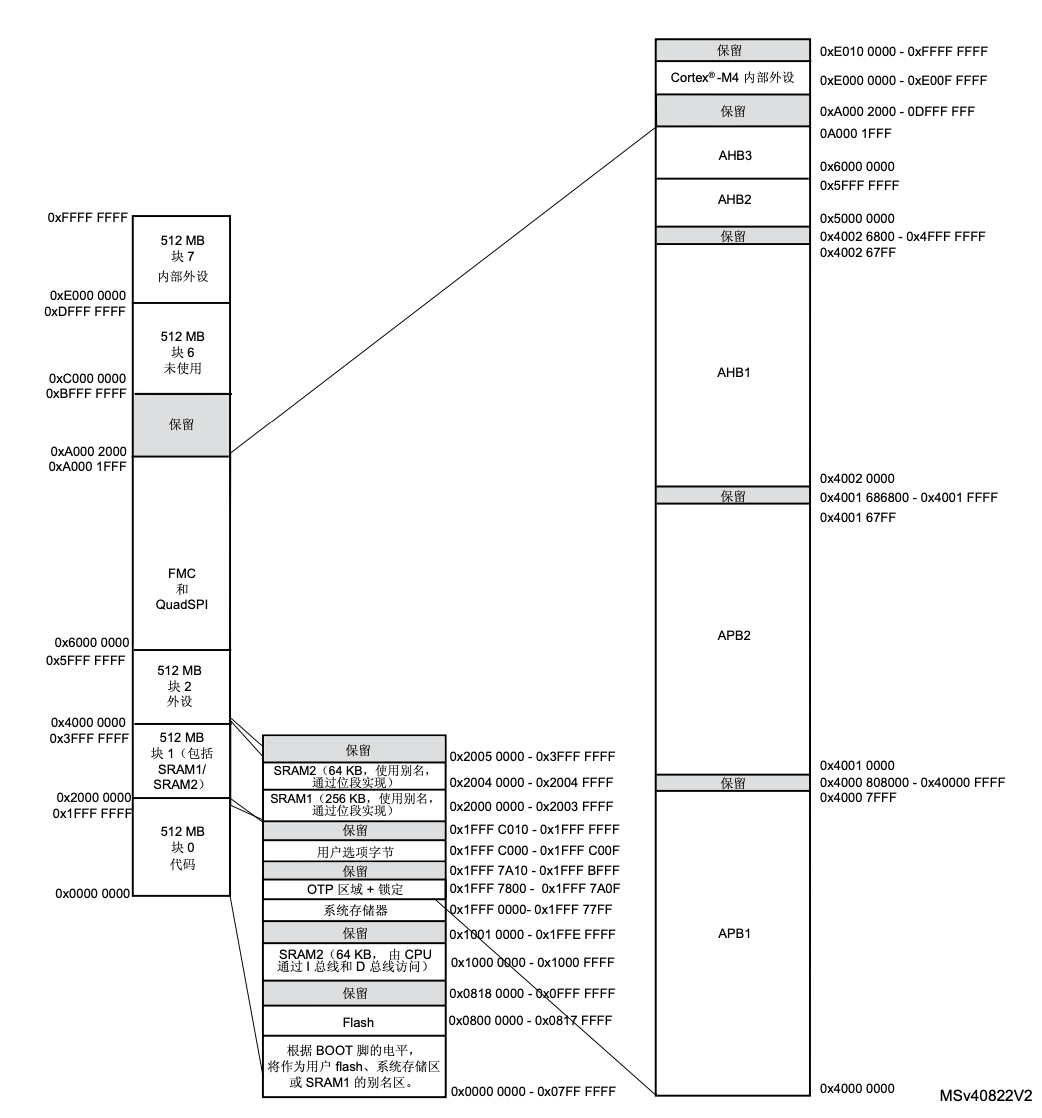 0xFFFF FFFF
512 MB
块 7
内部外设
0xE000 0000
0xDFFF FFFF
512 MB
块 6
未使用
0xC000 0000
0xBFFF FFFF
保留
0xA000 2000
0xA000 1FFF
FMC
和
QuadSPI
0x6000 0000
0x5FFF FFFF
512 MB
块 2
外设
0x4000 0000
0x3FFF FFFF
512 MB
块 1（包括
SRAM1/
SRAM2）
0x2000 0000
0x1FFF FFFF
512 MB
块 0
代码
0x0000 0000
保留
0x2005 0000 - 0x3FFF FFFF
SRAM2（64 KB，使用别名，
通过位段实现）
0x2004 0000 - 0x2004 FFFF
SRAM1（256 KB，使用别名，
通过位段实现）
0x2000 0000 - 0x2003 FFFF
保留
0x1FFF C010 - 0x1FFF FFFF
用户选项字节
0x1FFF C000 - 0x1FFF C00F
保留
0x1FFF 7A10 - 0x1FFF BFFF
OTP 区域 + 锁定
0x1FFF 7800 - 0x1FFF 7A0F
系统存储器
0x1FFF 0000- 0x1FFF 77FF
保留
0x1001 0000 - 0x1FFE FFFF
SRAM2（64 KB， 由 CPU
通过 I 总线和 D 总线访问）
0x1000 0000 - 0x1000 FFFF
保留
0x0818 0000 - 0x0FFF FFFF
Flash
0x0800 0000 - 0x0817 FFFF
根据 BOOT 脚的电平，
将作为用户 flash、系统存储区
或 SRAM1 的别名区。
0x0000 0000 - 0x07FF FFFF
保留
0xE010 0000 - 0xFFFF FFFF
Cortex®-M4 内部外设
0xE000 0000 - 0xE00F FFFF
保留
0xA000 2000 - 0DFFF FFF
0A000 1FFF
AHB3
0x6000 0000
0x5FFF FFFF
AHB2
0x5000 0000
保留
0x4002 6800 - 0x4FFF FFFF
0x4002 67FF
AHB1
0x4002 0000
保留
0x4001 686800 - 0x4001 FFFF
0x4001 67FF
APB2
0x4001 0000
保留
0x4000 808000 - 0x40000 FFFF
0x4000 7FFF
APB1
0x4000 0000
MSv40822V2